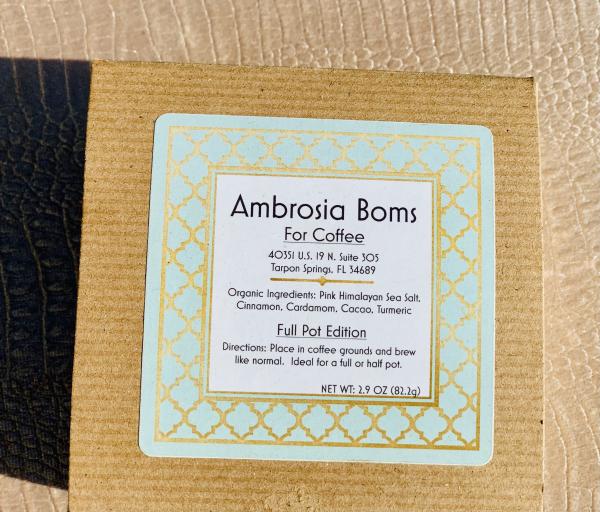 Ambrosia Boms
For Coffee
40351 U.S. 19 N. Suite 305
Tarpon Springs, FL 34689
Organic Ingredients: Pink Himalayan Sea Salt,
Cinnamon, Cardamom, Cacao, Turmeric
Full Pot Edition
Directions: Place in coffee grounds and brew
like normal. Ideal for a full or half pot.
NET WT: 2.9 OZ (82.2g)